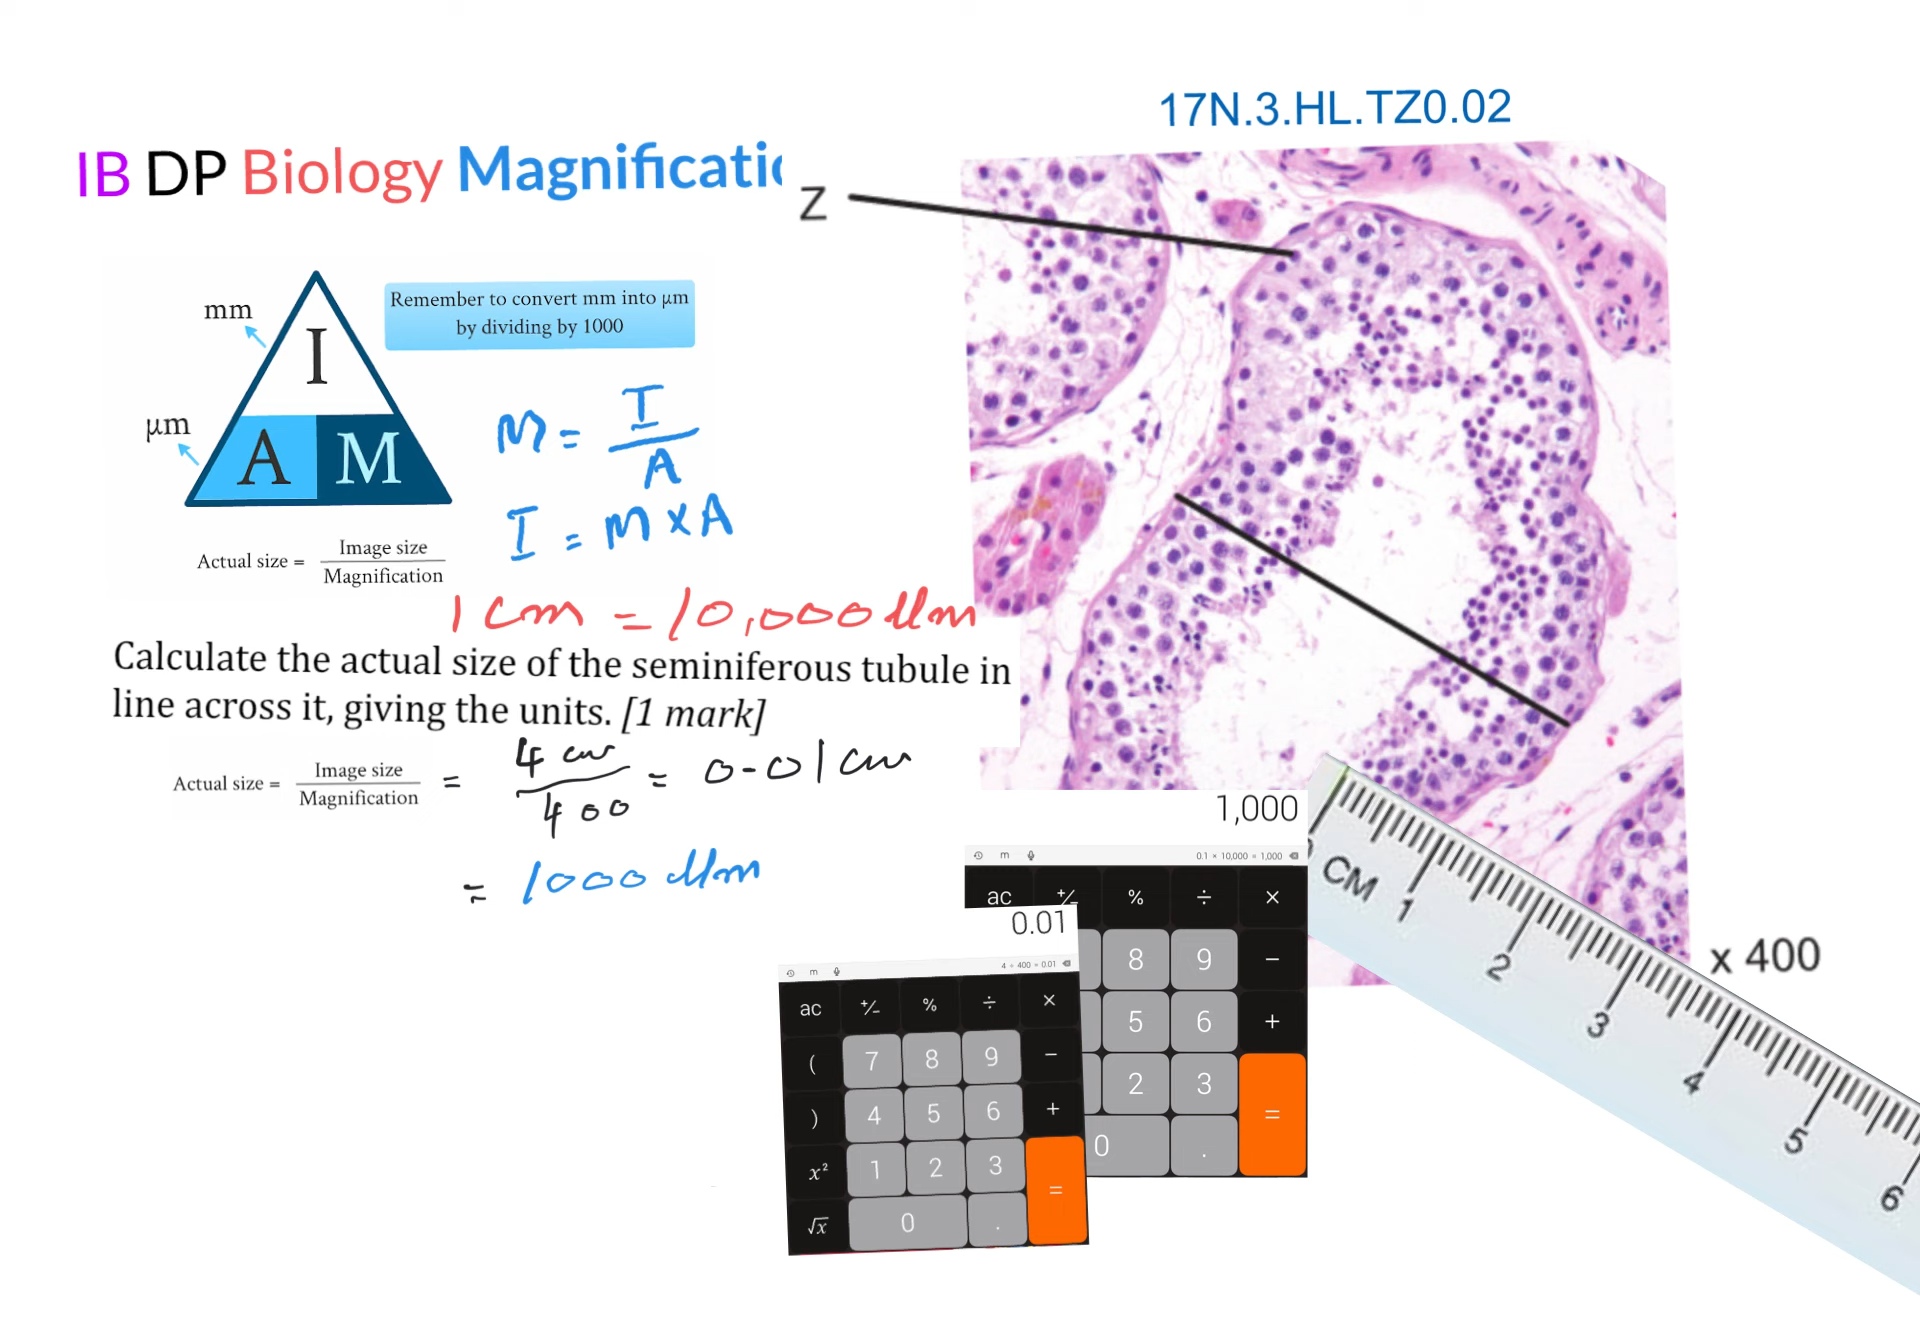 17N.3.HL.TZ0.02
IB DP Biology Magnificatic
Z
mm
Remember to convert mm into μm
by dividing by 1000
I
μm
A M
M = I
A
I = M x A
Actual size = Image size
Magnification
1 cm = 10,000 μm
Calculate the actual size of the seminiferous tubule in
line across it, giving the units. [1 mark]
Actual size = Image size
Magnification
= 4 cm
400
= 0.01 cm
= 1000 μm
1,000
m
0.1 × 10,000 = 1,000
ac +/− % ÷ ×
8 9 −
5 6 +
2 3 =
0 .
0.01
m
4 ÷ 400 = 0.01
ac +/− % ÷ ×
( 7 8 9 −
) 4 5 6 +
x² 1 2 3 =
√x 0 .
x 400
0 CM 1 2 3 4 5 6